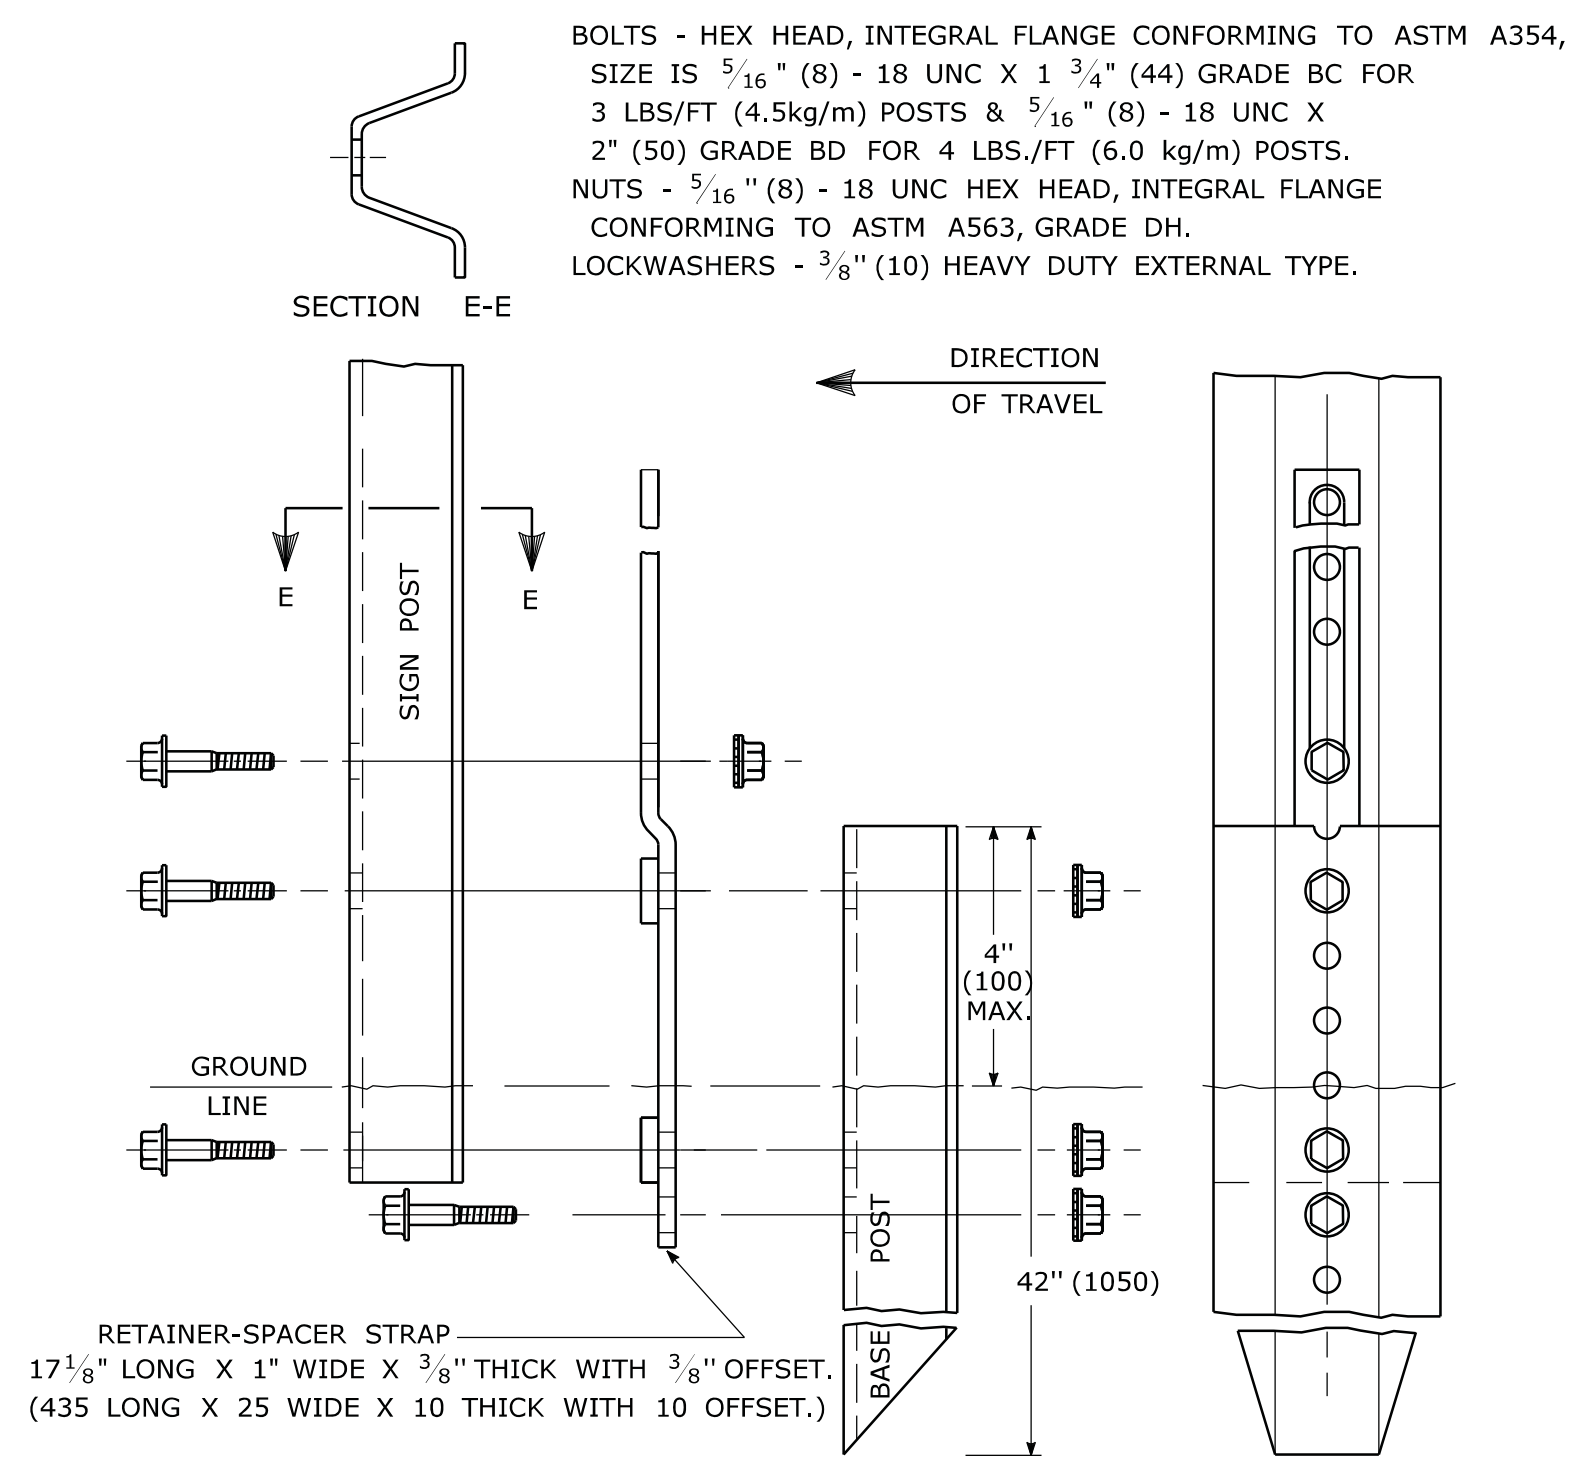 BOLTS - HEX HEAD, INTEGRAL FLANGE CONFORMING TO ASTM A354,
SIZE IS 5/16" (8) - 18 UNC X 1 3/4" (44) GRADE BC FOR
3 LBS/FT (4.5kg/m) POSTS & 5/16" (8) - 18 UNC X
2" (50) GRADE BD FOR 4 LBS./FT (6.0 kg/m) POSTS.
NUTS - 5/16" (8) - 18 UNC HEX HEAD, INTEGRAL FLANGE
CONFORMING TO ASTM A563, GRADE DH.
LOCKWASHERS - 3/8" (10) HEAVY DUTY EXTERNAL TYPE.
SECTION E-E
DIRECTION
OF TRAVEL
E
E
SIGN POST
4"
(100)
MAX.
GROUND
LINE
BASE POST
42" (1050)
RETAINER-SPACER STRAP
17 1/8" LONG X 1" WIDE X 3/8" THICK WITH 3/8" OFFSET.
(435 LONG X 25 WIDE X 10 THICK WITH 10 OFFSET.)